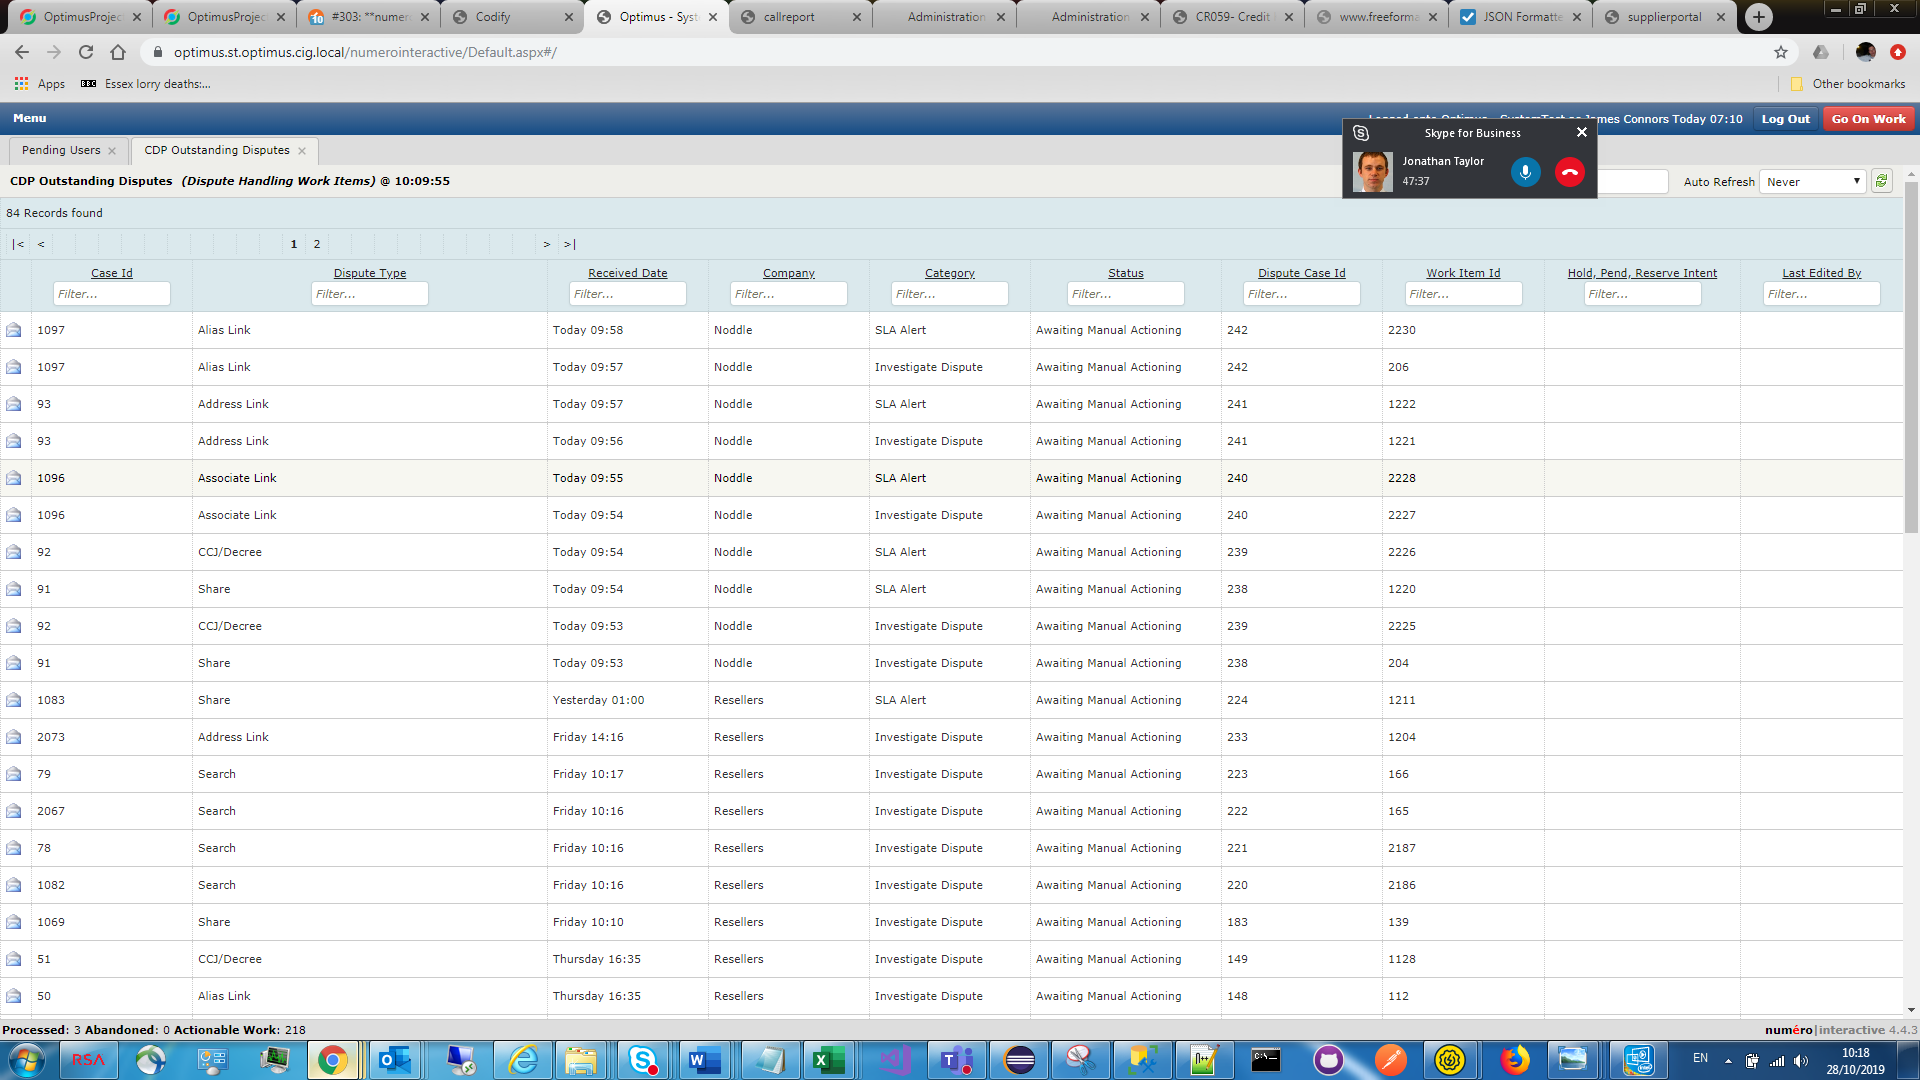 OptimusProjec OptimusProjec #303: **numer Codify Optimus - Syst callreport Administration Administration CR059- Credit www.freeforma JSON Formatte supplierportal
optimus.st.optimus.cig.local/numerointeractive/Default.aspx#/
Apps BBC Essex lorry deaths:... Other bookmarks
Menu James Connors Today 07:10 Log Out Go On Work
Skype for Business
Jonathan Taylor
47:37
Pending Users CDP Outstanding Disputes
CDP Outstanding Disputes (Dispute Handling Work Items) @ 10:09:55 Auto Refresh Never
84 Records found
|< < 1 2 > >|
Case Id Dispute Type Received Date Company Category Status Dispute Case Id Work Item Id Hold, Pend, Reserve Intent Last Edited By
Filter... Filter... Filter... Filter... Filter... Filter... Filter... Filter... Filter... Filter...
1097 Alias Link Today 09:58 Noddle SLA Alert Awaiting Manual Actioning 242 2230
1097 Alias Link Today 09:57 Noddle Investigate Dispute Awaiting Manual Actioning 242 206
93 Address Link Today 09:57 Noddle SLA Alert Awaiting Manual Actioning 241 1222
93 Address Link Today 09:56 Noddle Investigate Dispute Awaiting Manual Actioning 241 1221
1096 Associate Link Today 09:55 Noddle SLA Alert Awaiting Manual Actioning 240 2228
1096 Associate Link Today 09:54 Noddle Investigate Dispute Awaiting Manual Actioning 240 2227
92 CCJ/Decree Today 09:54 Noddle SLA Alert Awaiting Manual Actioning 239 2226
91 Share Today 09:54 Noddle SLA Alert Awaiting Manual Actioning 238 1220
92 CCJ/Decree Today 09:53 Noddle Investigate Dispute Awaiting Manual Actioning 239 2225
91 Share Today 09:53 Noddle Investigate Dispute Awaiting Manual Actioning 238 204
1083 Share Yesterday 01:00 Resellers SLA Alert Awaiting Manual Actioning 224 1211
2073 Address Link Friday 14:16 Resellers Investigate Dispute Awaiting Manual Actioning 233 1204
79 Search Friday 10:17 Resellers Investigate Dispute Awaiting Manual Actioning 223 166
2067 Search Friday 10:16 Resellers Investigate Dispute Awaiting Manual Actioning 222 165
78 Search Friday 10:16 Resellers Investigate Dispute Awaiting Manual Actioning 221 2187
1082 Search Friday 10:16 Resellers Investigate Dispute Awaiting Manual Actioning 220 2186
1069 Share Friday 10:10 Resellers Investigate Dispute Awaiting Manual Actioning 183 139
51 CCJ/Decree Thursday 16:35 Resellers Investigate Dispute Awaiting Manual Actioning 149 1128
50 Alias Link Thursday 16:35 Resellers Investigate Dispute Awaiting Manual Actioning 148 112
Processed: 3 Abandoned: 0 Actionable Work: 218 numéro|interactive 4.4.3
RSA EN 10:18
28/10/2019